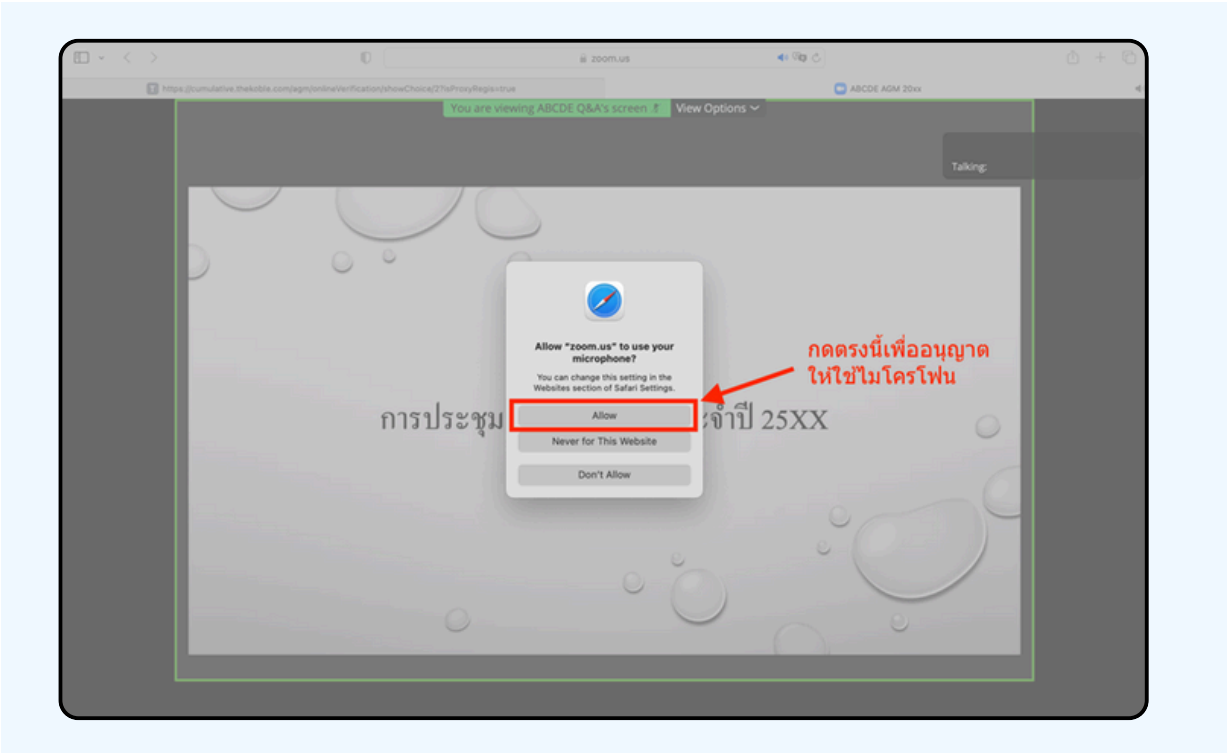 zoom.us
https://cumulative.thekoble.com/egm/onlineVerification/showChoice/2?isProxyRegis=true
ABCDE AGM 20xx
You are viewing ABCDE Q&A's screen
View Options
Talking:
Allow "zoom.us" to use your
microphone?
You can change this setting in the
Websites section of Safari Settings.
กดตรงนี้เพื่ออนุญาต
ให้ใช้ไมโครโฟน
Allow
การประชุม ะจำปี 25XX
Never for This Website
Don't Allow